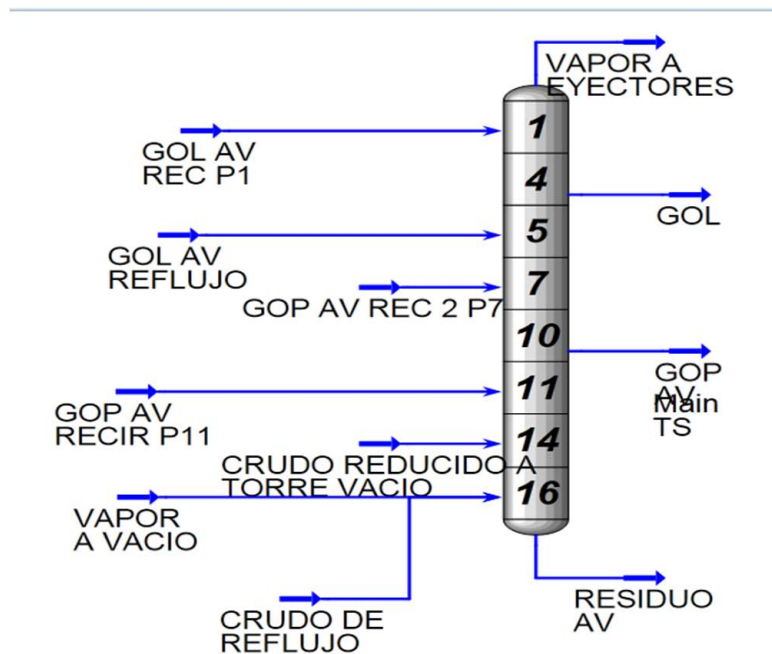 VAPOR A
EYECTORES
1
GOL AV
REC P1
4
GOL
5
GOL AV
REFLUJO
7
GOP AV REC 2 P7
10
GOP
AV
Main
TS
11
GOP AV
RECIR P11
14
CRUDO REDUCIDO A
TORRE VACIO
16
VAPOR
A VACIO
RESIDUO
AV
CRUDO DE
REFLUJO